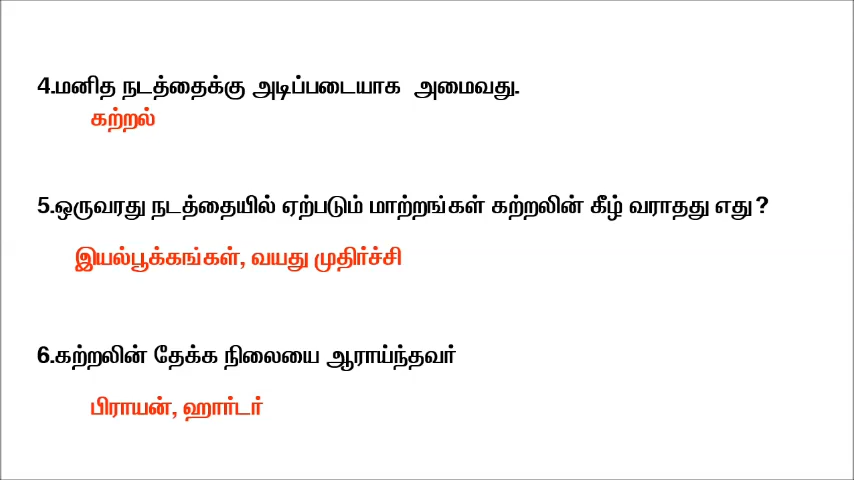 4.மனித நடத்தைக்கு அடிப்படையாக அமைவது.
கற்றல்
5.ஒருவரது நடத்தையில் ஏற்படும் மாற்றங்கள் கற்றலின் கீழ் வராதது எது?
இயல்பூக்கங்கள், வயது முதிர்ச்சி
6.கற்றலின் தேக்க நிலையை ஆராய்ந்தவர்
பிராயன், ஹார்டர்